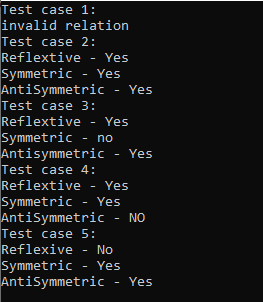 Test case 1:
invalid relation
Test case 2:
Reflextive - Yes
Symmetric - Yes
AntiSymmetric - Yes
Test case 3:
Reflextive - Yes
Symmetric - no
Antisymmetric - Yes
Test case 4:
Reflextive - Yes
Symmetric - Yes
AntiSymmetric - NO
Test case 5:
Reflexive - No
Symmetric - Yes
AntiSymmetric - Yes